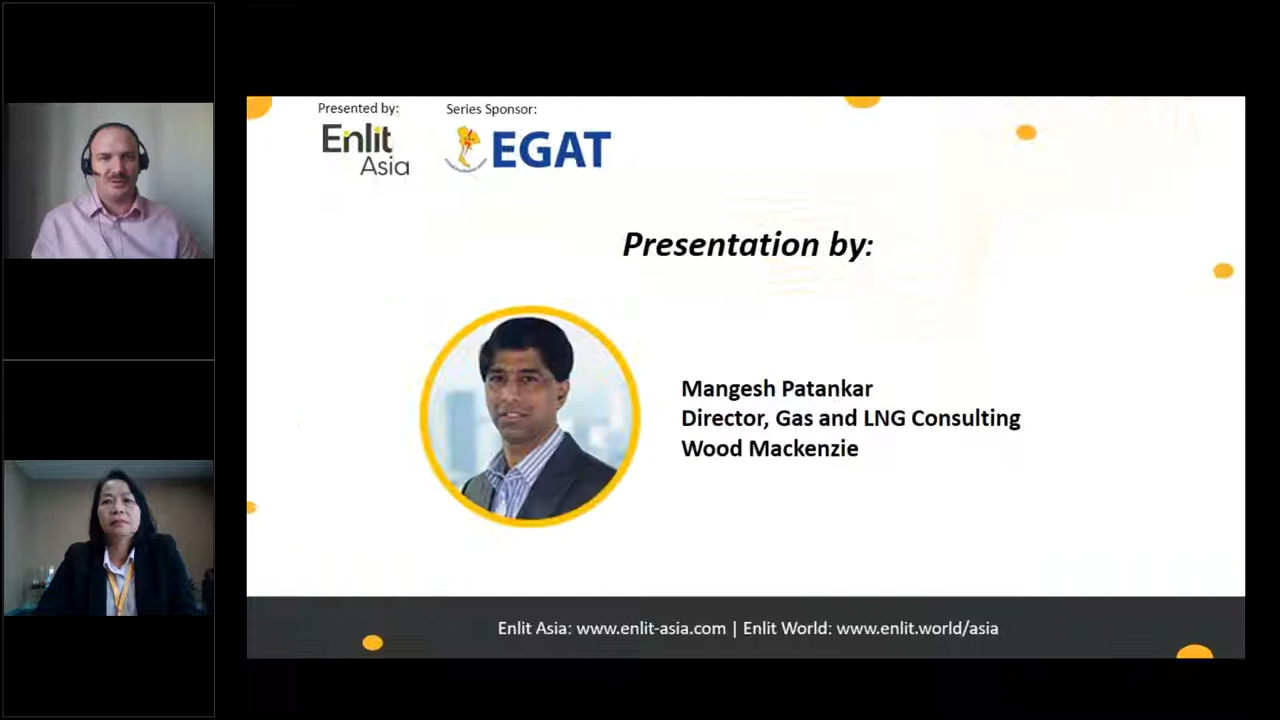 Presented by:
Series Sponsor:
Enlit
Asia
EGAT
Presentation by:
Mangesh Patankar
Director, Gas and LNG Consulting
Wood Mackenzie
Enlit Asia: www.enlit-asia.com | Enlit World: www.enlit.world/asia